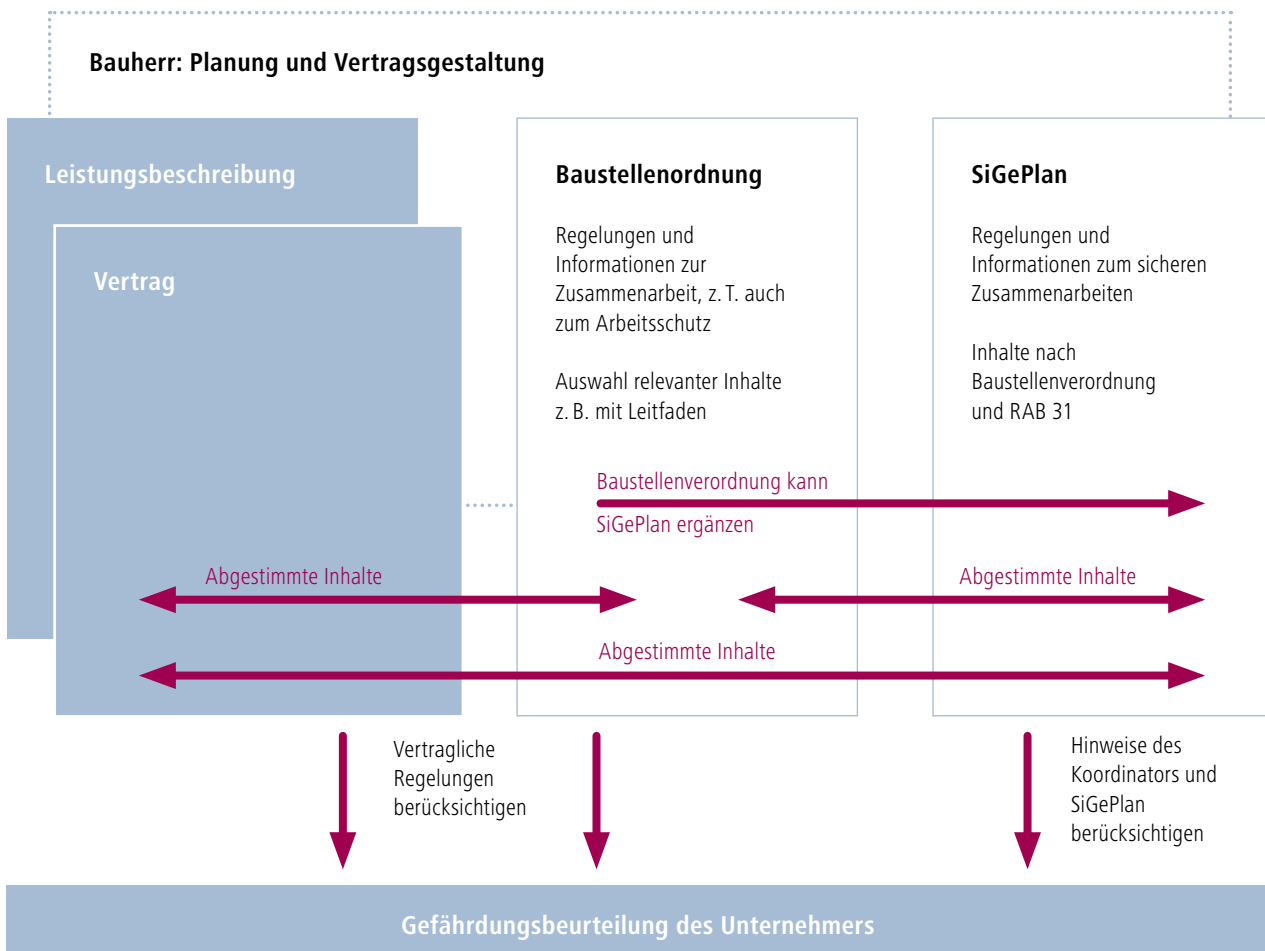 Bauherr: Planung und Vertragsgestaltung
Leistungsbeschreibung
Vertrag
Baustellenordnung
Regelungen und
Informationen zur
Zusammenarbeit, z. T. auch
zum Arbeitsschutz
Auswahl relevanter Inhalte
z. B. mit Leitfaden
SiGePlan
Regelungen und
Informationen zum sicheren
Zusammenarbeiten
Inhalte nach
Baustellenverordnung
und RAB 31
Baustellenverordnung kann
SiGePlan ergänzen
Abgestimmte Inhalte
Abgestimmte Inhalte
Abgestimmte Inhalte
Vertragliche
Regelungen
berücksichtigen
Hinweise des
Koordinators und
SiGePlan
berücksichtigen
Gefährdungsbeurteilung des Unternehmers